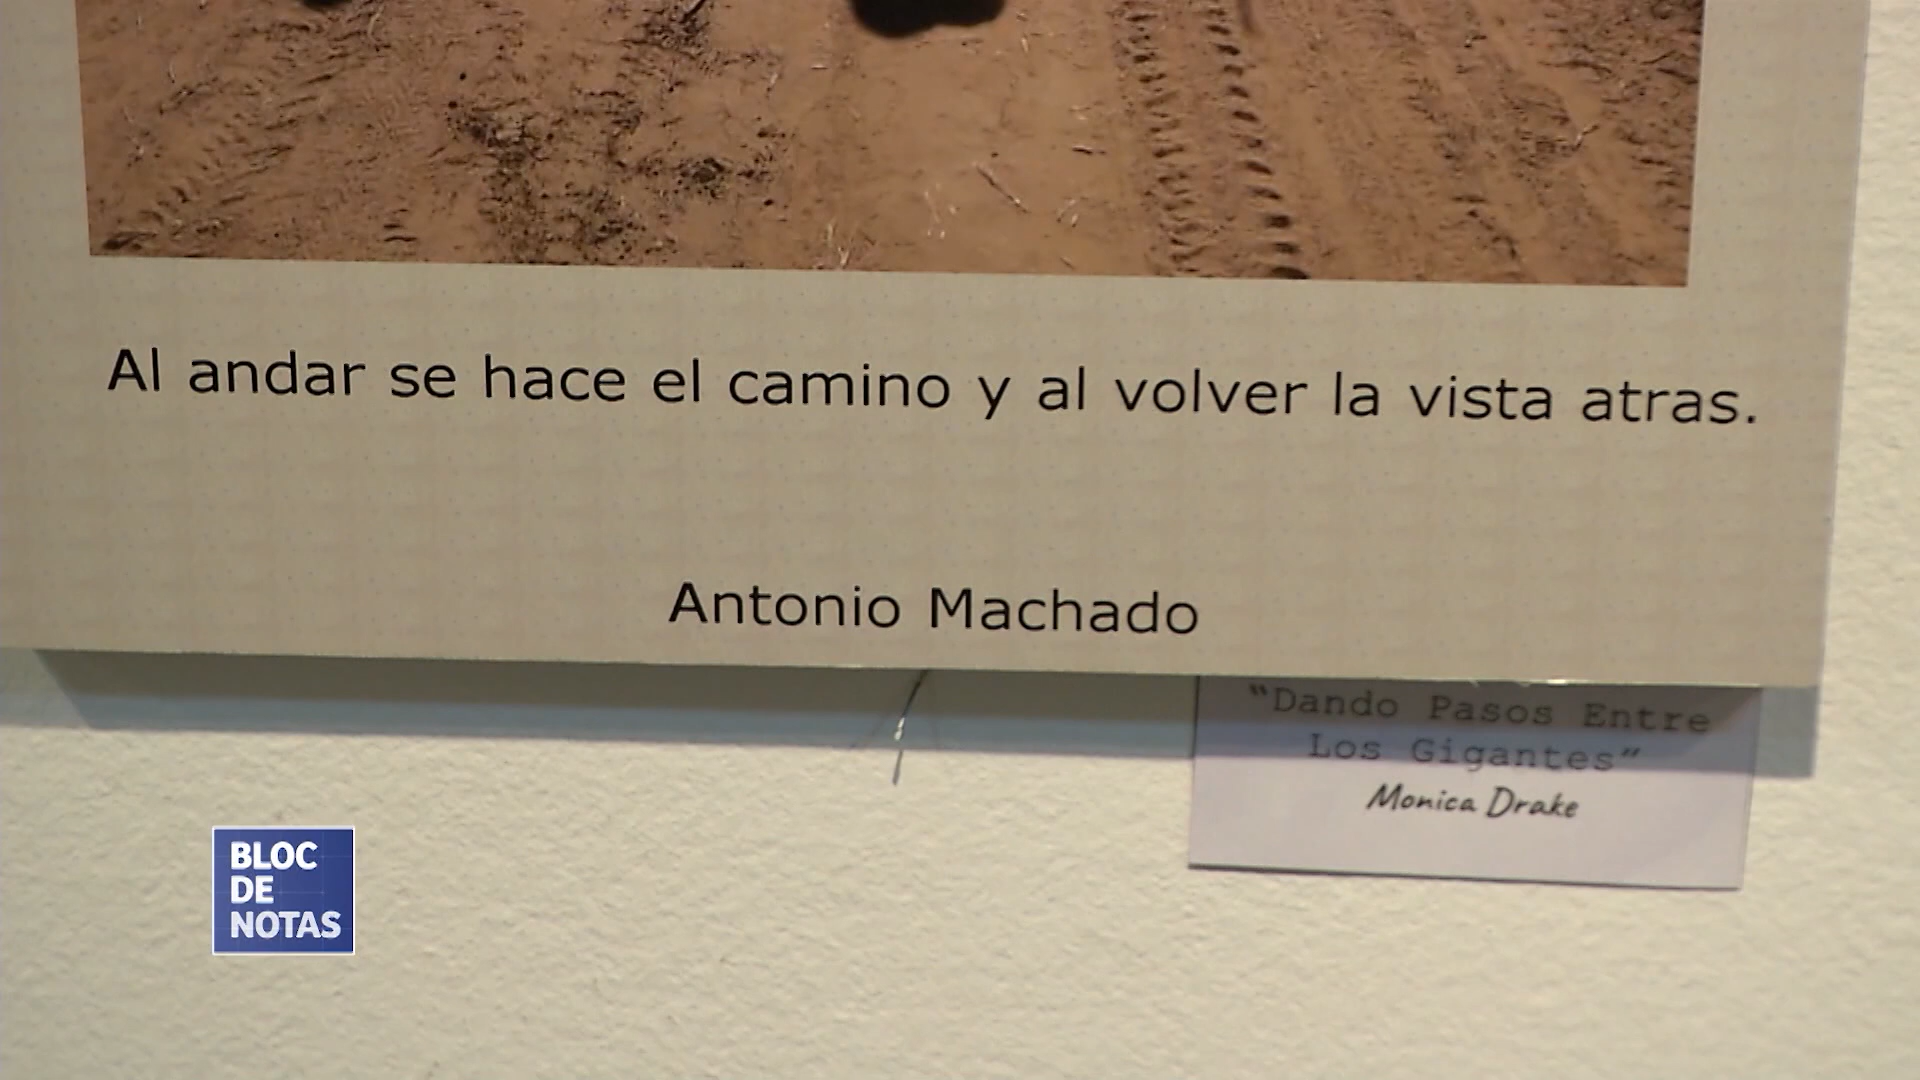 Al andar se hace el camino y al volver la vista atras.
Antonio Machado
"Dando Pasos Entre
Los Gigantes"
Monica Drake
BLOC
DE
NOTAS